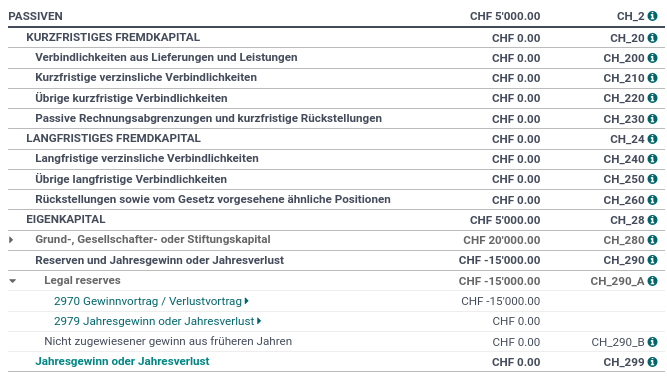 PASSIVEN CHF 5'000.00 CH_2
KURZFRISTIGES FREMDKAPITAL CHF 0.00 CH_20
Verbindlichkeiten aus Lieferungen und Leistungen CHF 0.00 CH_200
Kurzfristige verzinsliche Verbindlichkeiten CHF 0.00 CH_210
Übrige kurzfristige Verbindlichkeiten CHF 0.00 CH_220
Passive Rechnungsabgrenzungen und kurzfristige Rückstellungen CHF 0.00 CH_230
LANGFRISTIGES FREMDKAPITAL CHF 0.00 CH_24
Langfristige verzinsliche Verbindlichkeiten CHF 0.00 CH_240
Übrige langfristige Verbindlichkeiten CHF 0.00 CH_250
Rückstellungen sowie vom Gesetz vorgesehene ähnliche Positionen CHF 0.00 CH_260
EIGENKAPITAL CHF 5'000.00 CH_28
Grund-, Gesellschafter- oder Stiftungskapital CHF 20'000.00 CH_280
Reserven und Jahresgewinn oder Jahresverlust CHF -15'000.00 CH_290
Legal reserves CHF -15'000.00 CH_290_A
2970 Gewinnvortrag / Verlustvortrag CHF -15'000.00
2979 Jahresgewinn oder Jahresverlust CHF 0.00
Nicht zugewiesener gewinn aus früheren Jahren CHF 0.00 CH_290_B
Jahresgewinn oder Jahresverlust CHF 0.00 CH_299